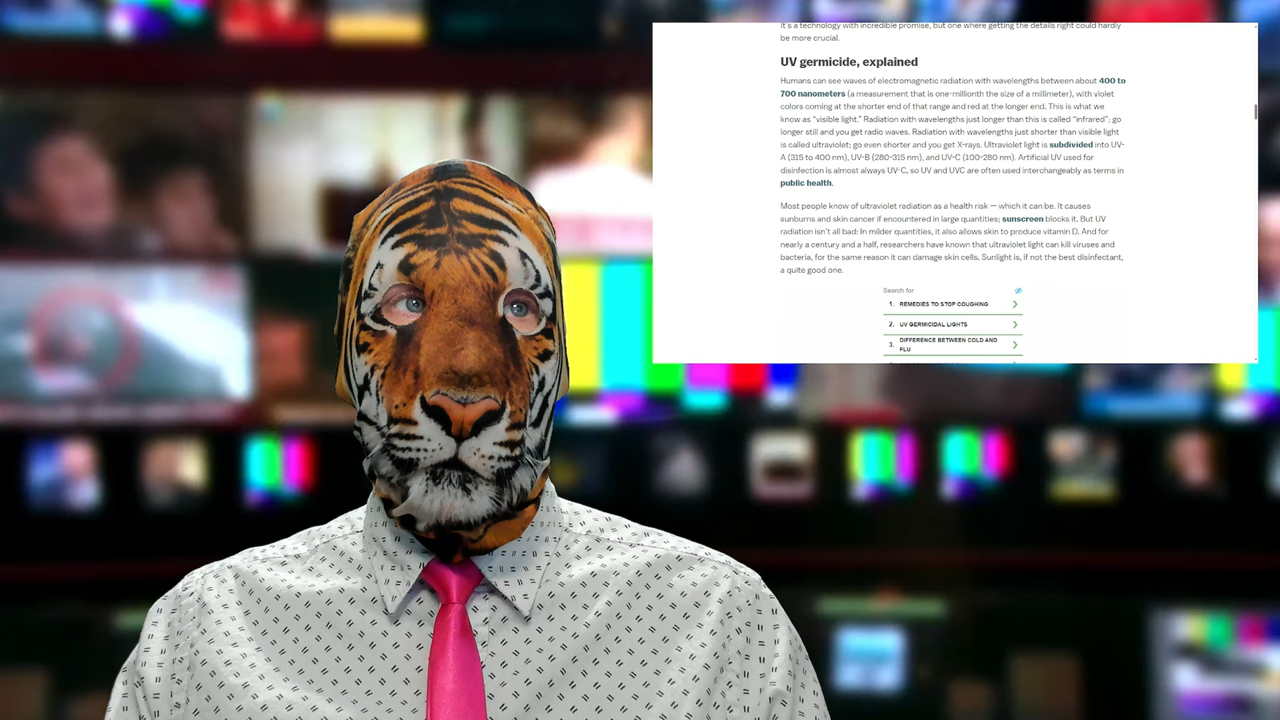 It's a technology with incredible promise, but one where getting the details right could hardly
be more crucial.
UV germicide, explained
Humans can see waves of electromagnetic radiation with wavelengths between about 400 to
700 nanometers (a measurement that is one-millionth the size of a millimeter), with violet
colors coming at the shorter end of that range and red at the longer end. This is what we
know as “visible light.” Radiation with wavelengths just longer than this is called “infrared”; go
longer still and you get radio waves. Radiation with wavelengths just shorter than visible light
is called ultraviolet; go even shorter and you get X-rays. Ultraviolet light is subdivided into UV-
A (315 to 400 nm), UV-B (280-315 nm), and UV-C (100-280 nm). Artificial UV used for
disinfection is almost always UV-C, so UV and UVC are often used interchangeably as terms in
public health.
Most people know of ultraviolet radiation as a health risk — which it can be. It causes
sunburns and skin cancer if encountered in large quantities; sunscreen blocks it. But UV
radiation isn't all bad: In milder quantities, it also allows skin to produce vitamin D. And for
nearly a century and a half, researchers have known that ultraviolet light can kill viruses and
bacteria, for the same reason it can damage skin cells. Sunlight is, if not the best disinfectant,
a quite good one.
Search for
1. REMEDIES TO STOP COUGHING
2. UV GERMICIDAL LIGHTS
3. DIFFERENCE BETWEEN COLD AND
FLU